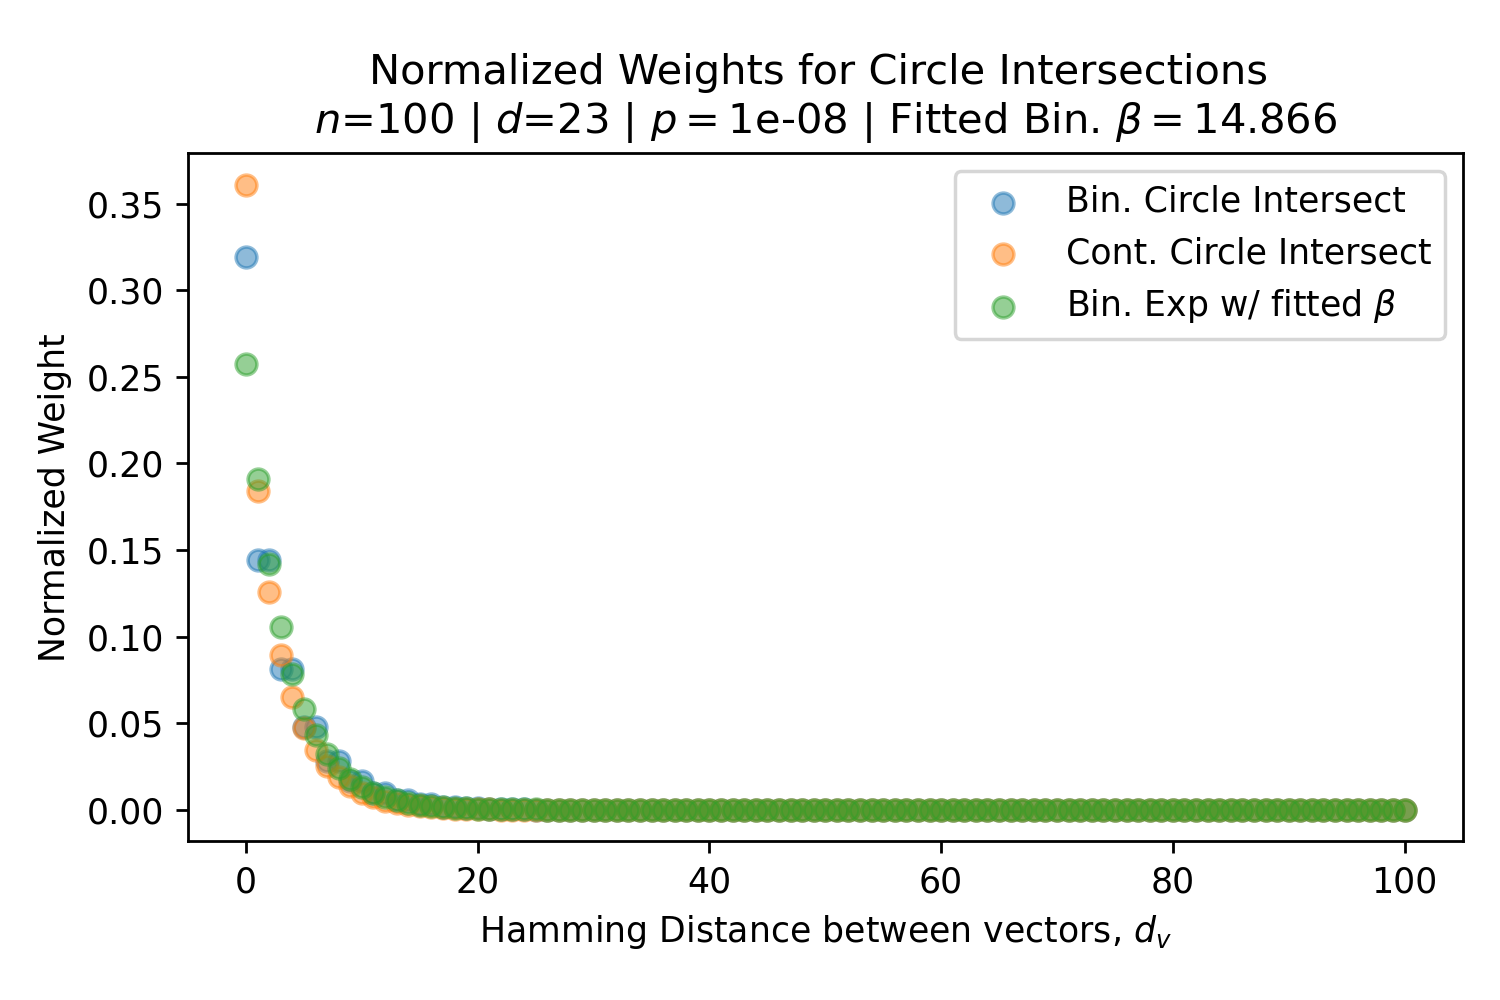 Normalized Weights for Circle Intersections
n=100 | d=23 | p = 1e-08 | Fitted Bin. β = 14.866
Bin. Circle Intersect
Cont. Circle Intersect
Bin. Exp w/ fitted β
Normalized Weight
0.35
0.30
0.25
0.20
0.15
0.10
0.05
0.00
0 20 40 60 80 100
Hamming Distance between vectors, d_v